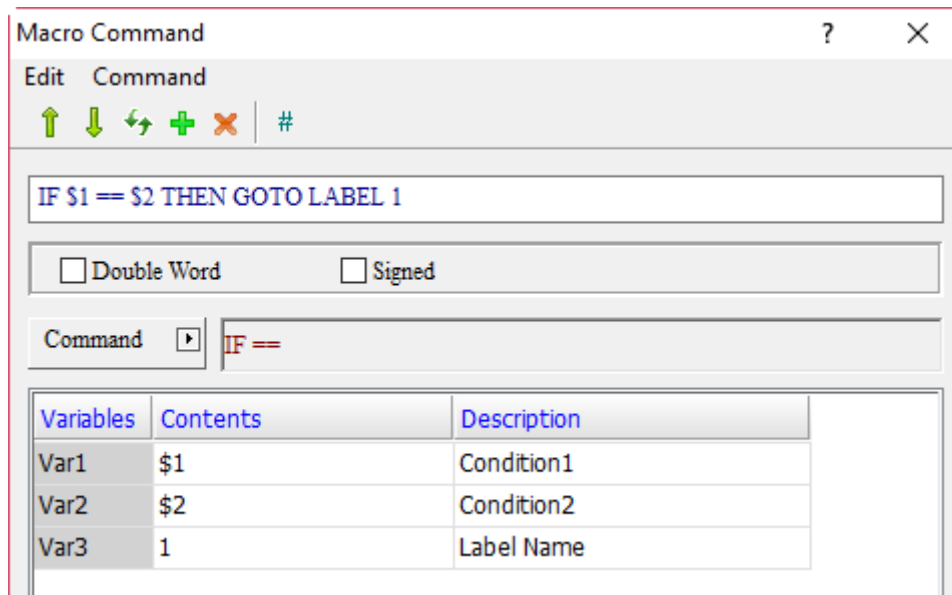 Macro Command ?
Edit Command
#
IF $1 == $2 THEN GOTO LABEL 1
Double Word Signed
Command IF ==
Variables Contents Description
Var1 $1 Condition1
Var2 $2 Condition2
Var3 1 Label Name